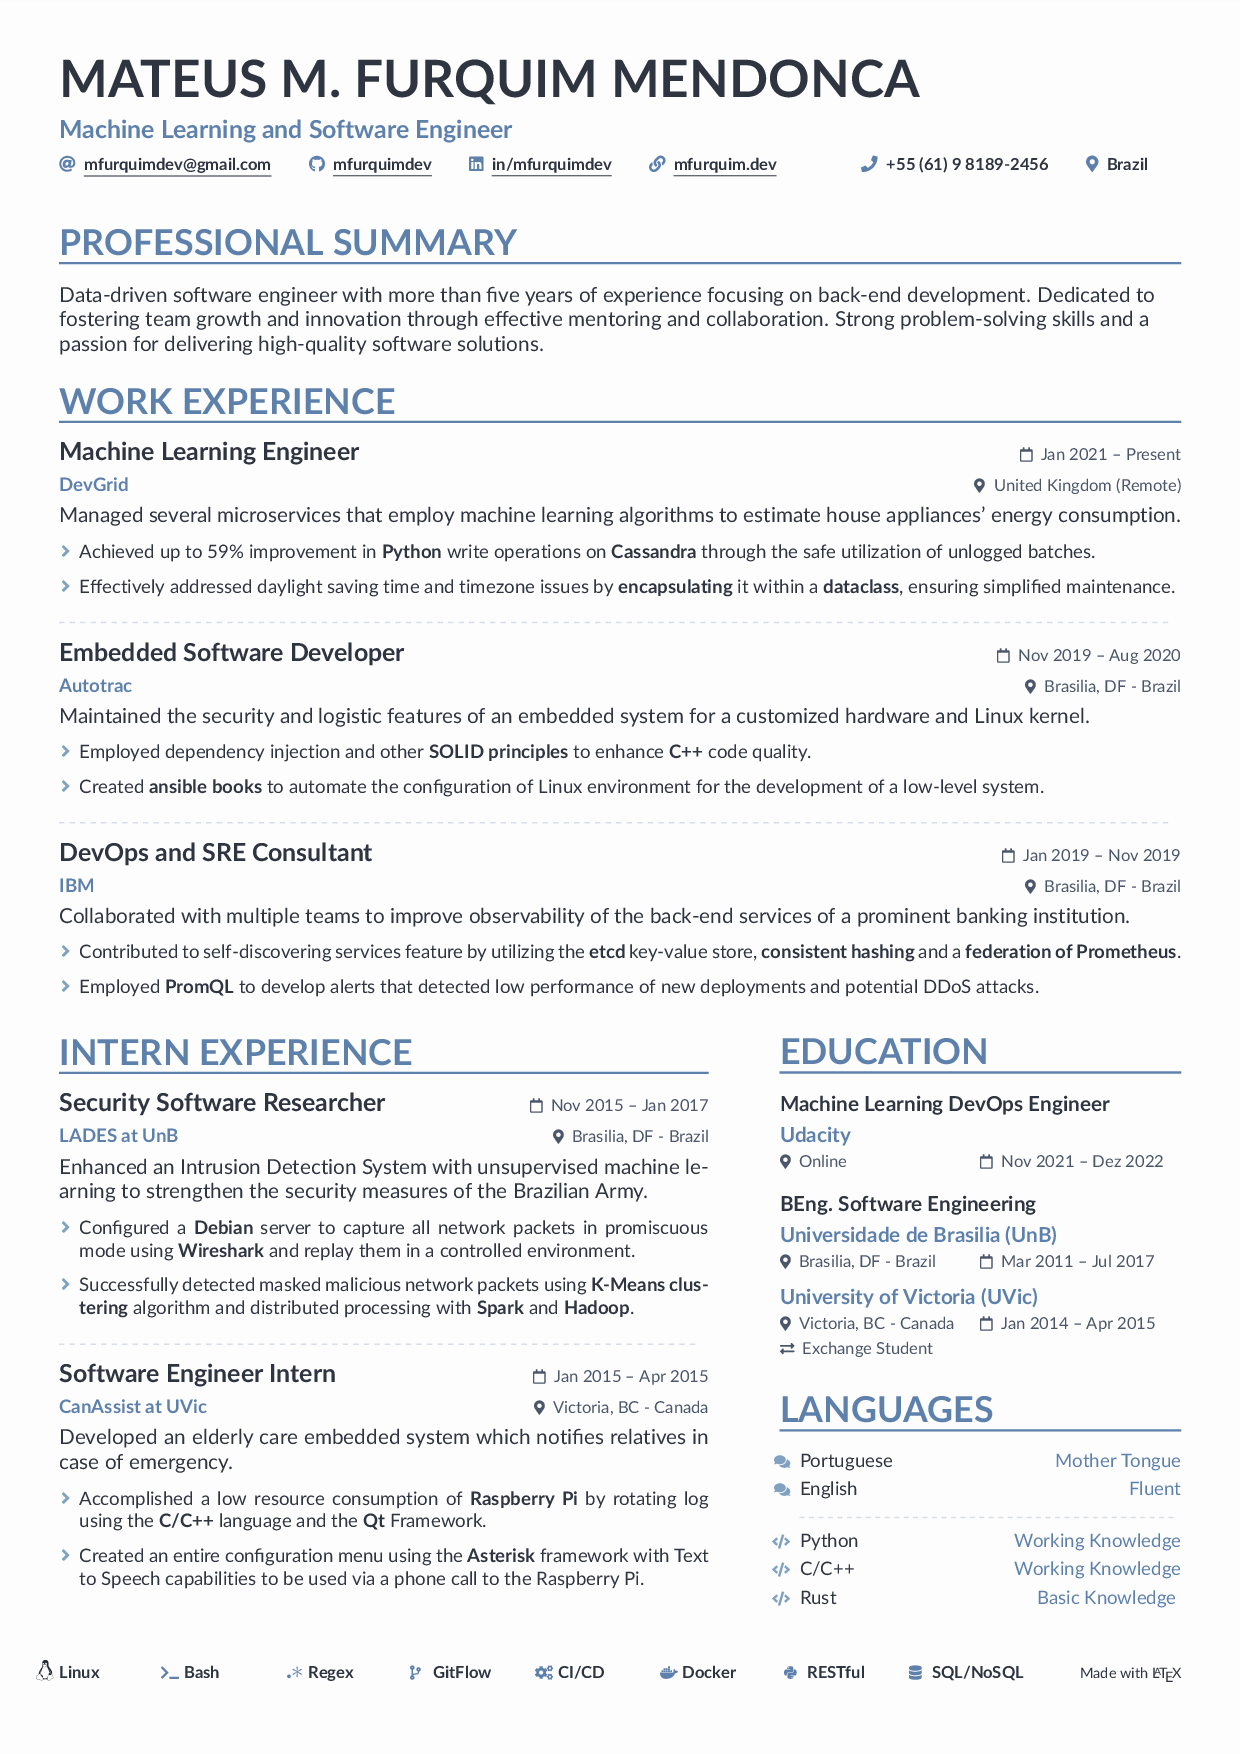 MATEUS M. FURQUIM MENDONCA
Machine Learning and Software Engineer
mfurquimdev@gmail.com mfurquimdev in/mfurquimdev mfurquim.dev +55 (61) 9 8189-2456 Brazil
PROFESSIONAL SUMMARY
Data-driven software engineer with more than five years of experience focusing on back-end development. Dedicated to
fostering team growth and innovation through effective mentoring and collaboration. Strong problem-solving skills and a
passion for delivering high-quality software solutions.
WORK EXPERIENCE
Machine Learning Engineer Jan 2021 – Present
DevGrid United Kingdom (Remote)
Managed several microservices that employ machine learning algorithms to estimate house appliances’ energy consumption.
Achieved up to 59% improvement in Python write operations on Cassandra through the safe utilization of unlogged batches.
Effectively addressed daylight saving time and timezone issues by encapsulating it within a dataclass, ensuring simplified maintenance.
Embedded Software Developer Nov 2019 – Aug 2020
Autotrac Brasilia, DF - Brazil
Maintained the security and logistic features of an embedded system for a customized hardware and Linux kernel.
Employed dependency injection and other SOLID principles to enhance C++ code quality.
Created ansible books to automate the configuration of Linux environment for the development of a low-level system.
DevOps and SRE Consultant Jan 2019 – Nov 2019
IBM Brasilia, DF - Brazil
Collaborated with multiple teams to improve observability of the back-end services of a prominent banking institution.
Contributed to self-discovering services feature by utilizing the etcd key-value store, consistent hashing and a federation of Prometheus.
Employed PromQL to develop alerts that detected low performance of new deployments and potential DDoS attacks.
INTERN EXPERIENCE
Security Software Researcher Nov 2015 – Jan 2017
LADES at UnB Brasilia, DF - Brazil
Enhanced an Intrusion Detection System with unsupervised machine le-
arning to strengthen the security measures of the Brazilian Army.
Configured a Debian server to capture all network packets in promiscuous
mode using Wireshark and replay them in a controlled environment.
Successfully detected masked malicious network packets using K-Means clus-
tering algorithm and distributed processing with Spark and Hadoop.
Software Engineer Intern Jan 2015 – Apr 2015
CanAssist at UVic Victoria, BC - Canada
Developed an elderly care embedded system which notifies relatives in
case of emergency.
Accomplished a low resource consumption of Raspberry Pi by rotating log
using the C/C++ language and the Qt Framework.
Created an entire configuration menu using the Asterisk framework with Text
to Speech capabilities to be used via a phone call to the Raspberry Pi.
EDUCATION
Machine Learning DevOps Engineer
Udacity
Online Nov 2021 – Dez 2022
BEng. Software Engineering
Universidade de Brasilia (UnB)
Brasilia, DF - Brazil Mar 2011 – Jul 2017
University of Victoria (UVic)
Victoria, BC - Canada Jan 2014 – Apr 2015
Exchange Student
LANGUAGES
Portuguese Mother Tongue
English Fluent
Python Working Knowledge
C/C++ Working Knowledge
Rust Basic Knowledge
Linux Bash .* Regex GitFlow CI/CD Docker RESTful SQL/NoSQL Made with LATEX